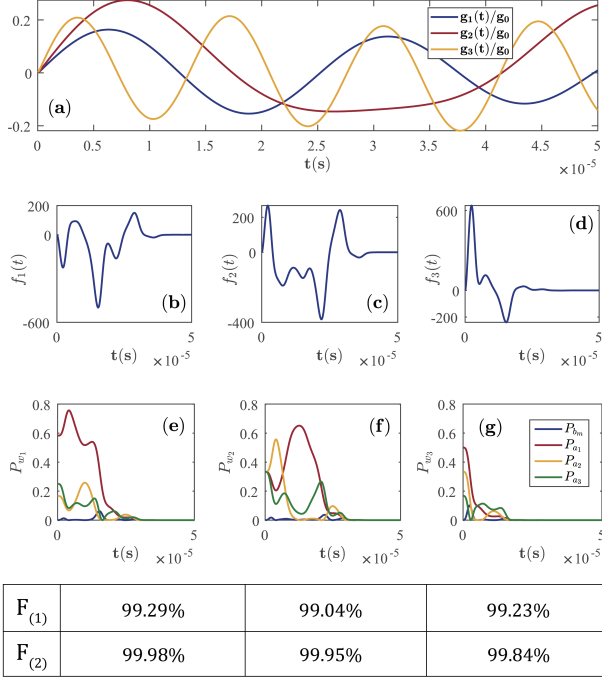 0.2
0
-0.2
(a)
g₁(t)/g₀
g₂(t)/g₀
g₃(t)/g₀
0 0.5 1 1.5 2 2.5 3 3.5 4 4.5 5
t(s)
×10⁻⁵
200
0
-600
f₁(t)
(b)
0 5
t(s)
×10⁻⁵
200
0
-400
f₂(t)
(c)
0 5
t(s)
×10⁻⁵
600
0
-200
f₃(t)
(d)
0 5
t(s)
×10⁻⁵
0.8
0.6
0.4
0.2
0
P_{w₁}
(e)
0 5
t(s)
×10⁻⁵
0.8
0.6
0.4
0.2
0
P_{w₂}
(f)
0 5
t(s)
×10⁻⁵
0.8
0.6
0.4
0.2
0
P_{w₃}
(g)
P_{b_m}
P_{a₁}
P_{a₂}
P_{a₃}
0 5
t(s)
×10⁻⁵
F₍₁₎ 99.29% 99.04% 99.23%
F₍₂₎ 99.98% 99.95% 99.84%